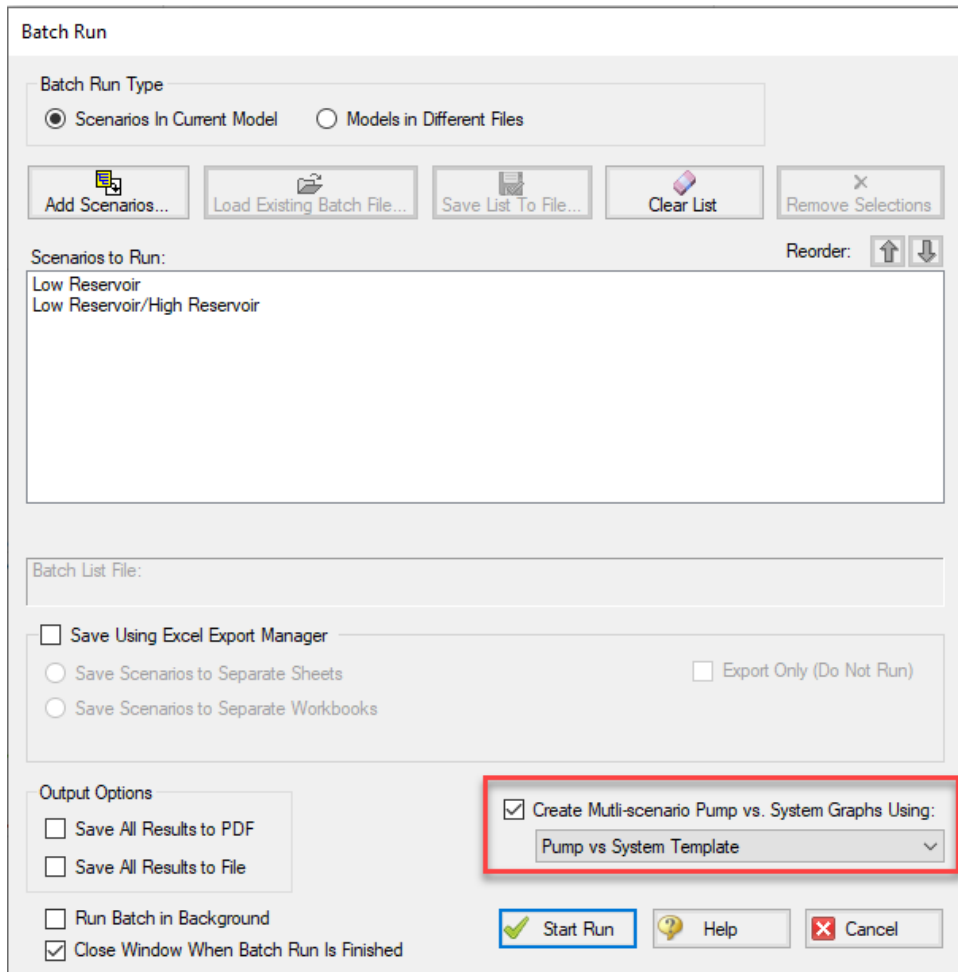 Batch Run
Batch Run Type
Scenarios In Current Model
Models in Different Files
Add Scenarios...
Load Existing Batch File...
Save List To File...
Clear List
Remove Selections
Scenarios to Run:
Reorder:
Low Reservoir
Low Reservoir/High Reservoir
Batch List File:
Save Using Excel Export Manager
Save Scenarios to Separate Sheets
Export Only (Do Not Run)
Save Scenarios to Separate Workbooks
Output Options
Save All Results to PDF
Save All Results to File
Create Mutli-scenario Pump vs. System Graphs Using:
Pump vs System Template
Run Batch in Background
Close Window When Batch Run Is Finished
Start Run
Help
Cancel